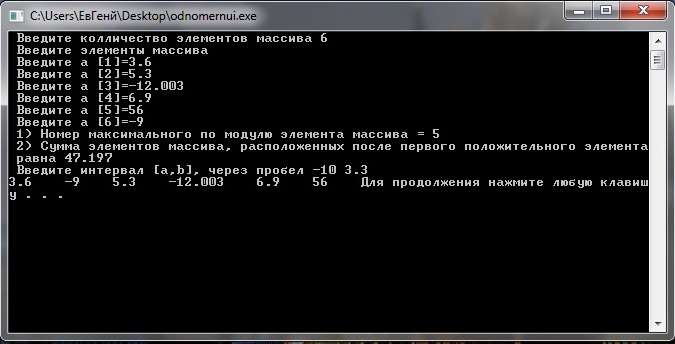 C:\Users\ЕвГений\Desktop\odnomernui.exe
Введите колличество элементов массива 6
Введите элементы массива
Введите a [1]=3.6
Введите a [2]=5.3
Введите a [3]=-12.003
Введите a [4]=6.9
Введите a [5]=56
Введите a [6]=-9
1) Номер максимального по модулю элемента массива = 5
2) Сумма элементов массива, расположенных после первого положительного элемента
равна 47.197
Введите интервал [a,b], через пробел -10 3.3
3.6 -9 5.3 -12.003 6.9 56 Для продолжения нажмите любую клавиш
у . . .